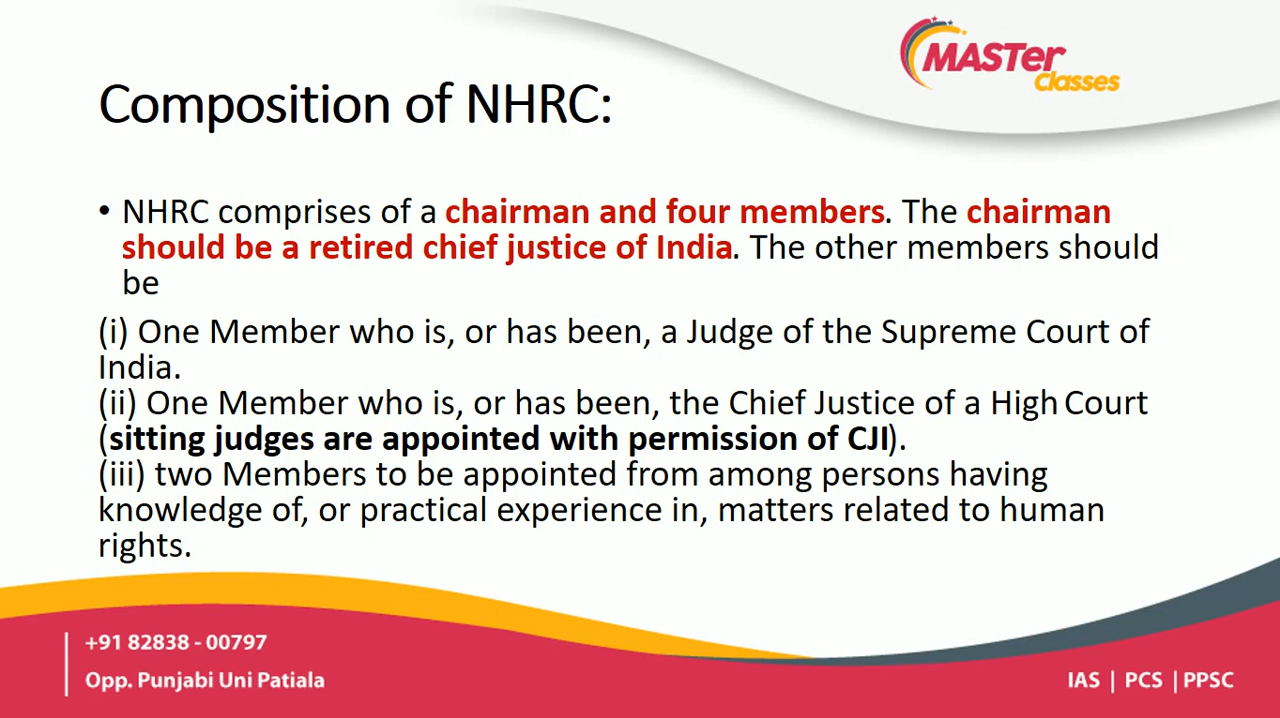 MASTer
Classes
Composition of NHRC:
• NHRC comprises of a chairman and four members. The chairman
should be a retired chief justice of India. The other members should
be
(i) One Member who is, or has been, a Judge of the Supreme Court of
India.
(ii) One Member who is, or has been, the Chief Justice of a High Court
(sitting judges are appointed with permission of CJI).
(iii) two Members to be appointed from among persons having
knowledge of, or practical experience in, matters related to human
rights.
+91 82838 - 00797
Opp. Punjabi Uni Patiala
IAS | PCS | PPSC